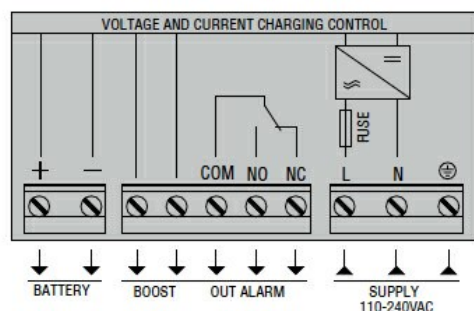 VOLTAGE AND CURRENT CHARGING CONTROL
FUSE
+ − COM NO NC L N
BATTERY BOOST OUT ALARM SUPPLY
110-240VAC